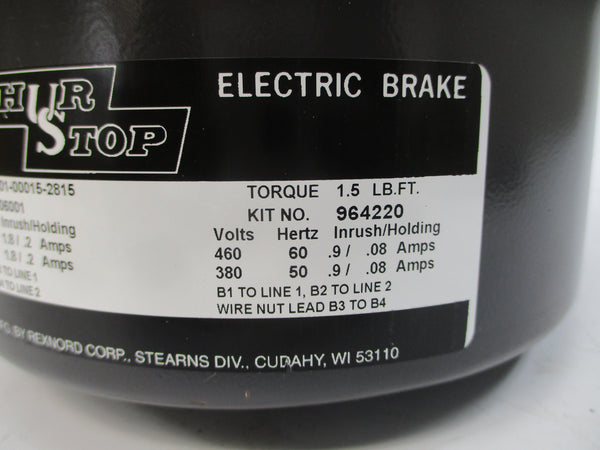 HUR
STOP
ELECTRIC BRAKE
01-00015-2815
06001
Inrush/Holding
1.8/ .2 Amps
1.8/ .2 Amps
TO LINE 1
TO LINE 2
TORQUE 1.5 LB.FT.
KIT NO. 964220
Volts Hertz Inrush/Holding
460 60 .9 / .08 Amps
380 50 .9 / .08 Amps
B1 TO LINE 1, B2 TO LINE 2
WIRE NUT LEAD B3 TO B4
BY REXNORD CORP., STEARNS DIV., CUDAHY, WI 53110